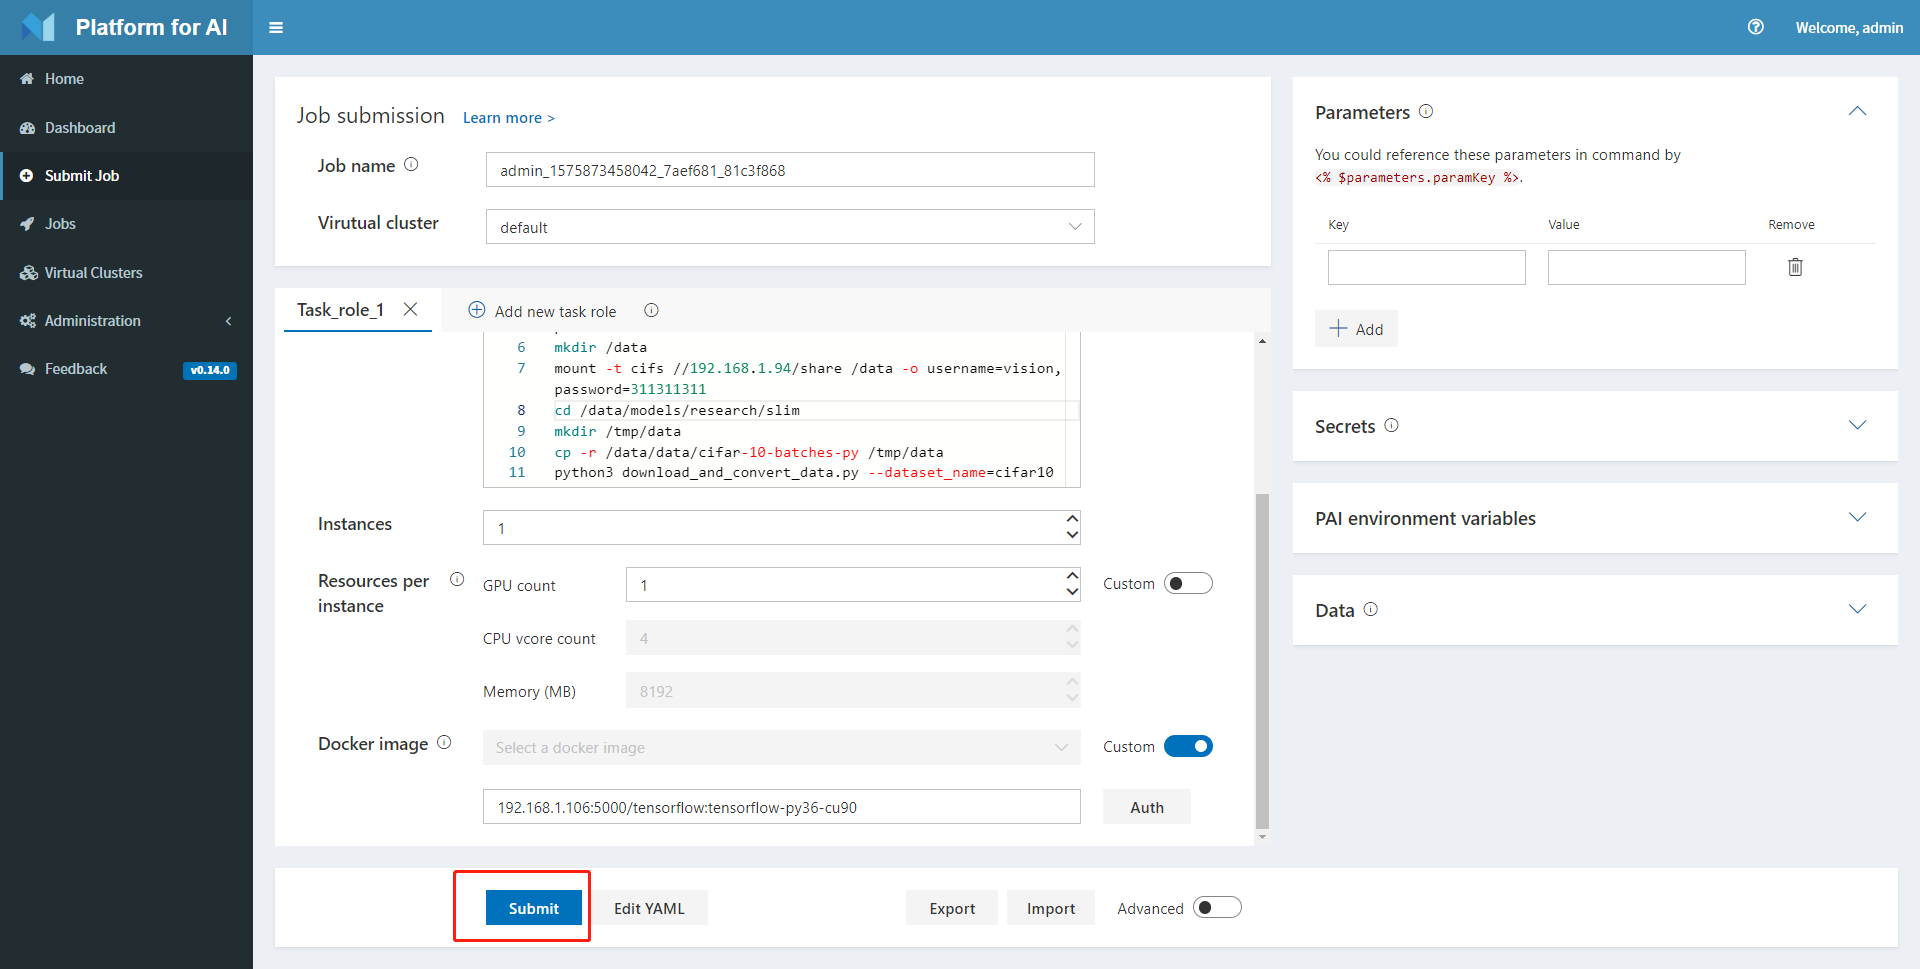 Platform for AI
Welcome, admin
Home
Dashboard
Submit Job
Jobs
Virtual Clusters
Administration
Feedback
v0.14.0
Job submission
Learn more >
Job name
admin_1575873458042_7aef681_81c3f868
Virutual cluster
default
Task_role_1
Add new task role
6 mkdir /data
7 mount -t cifs //192.168.1.94/share /data -o username=vision,
password=311311311
8 cd /data/models/research/slim
9 mkdir /tmp/data
10 cp -r /data/data/cifar-10-batches-py /tmp/data
11 python3 download_and_convert_data.py --dataset_name=cifar10
Instances
1
Resources per
instance
GPU count
1
Custom
CPU vcore count
4
Memory (MB)
8192
Docker image
Select a docker image
Custom
192.168.1.106:5000/tensorflow:tensorflow-py36-cu90
Auth
Submit
Edit YAML
Export
Import
Advanced
Parameters
You could reference these parameters in command by
<% $parameters.paramKey %>.
Key
Value
Remove
Add
Secrets
PAI environment variables
Data